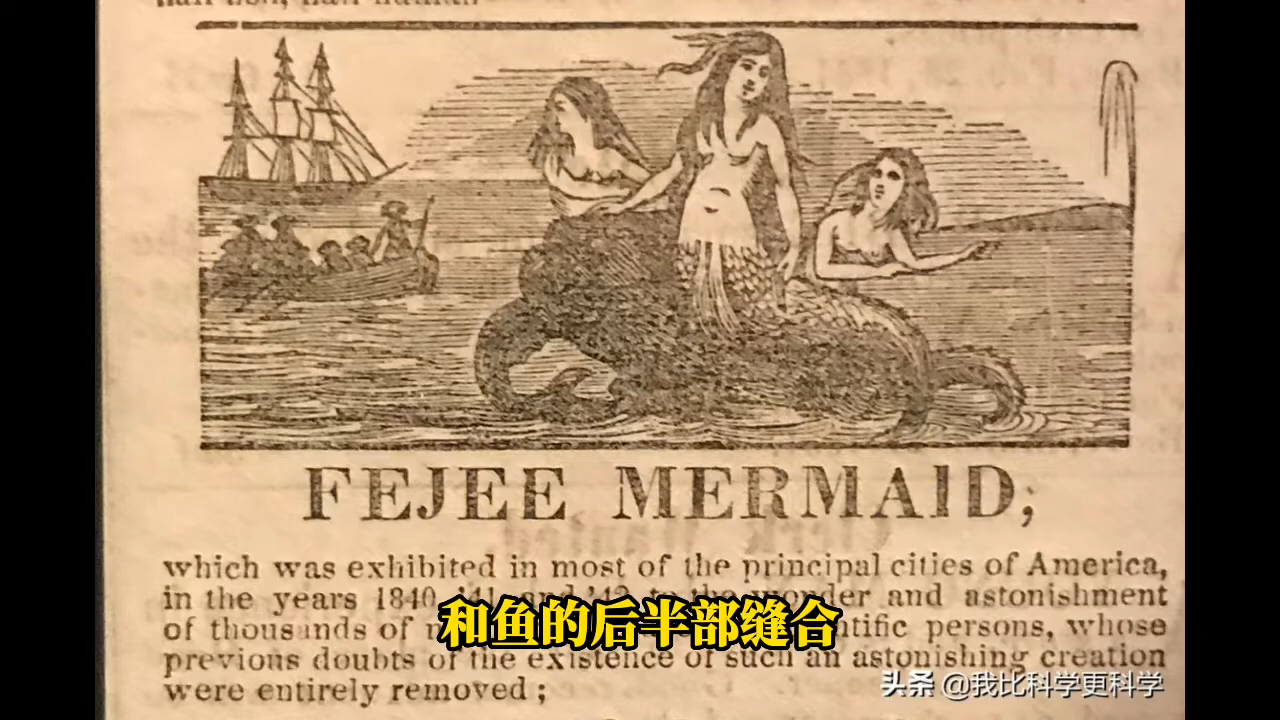 FEJEE MERMAID;
which was exhibited in most of the principal cities of America,
in the years 1840, '41, and '42 to the wonder and astonishment
of thousands of
和鱼的后半部缝合
ntific persons, whose
previous doubts of the existence of such an astonishing creation
were entirely removed;
头条 @我比科学更科学